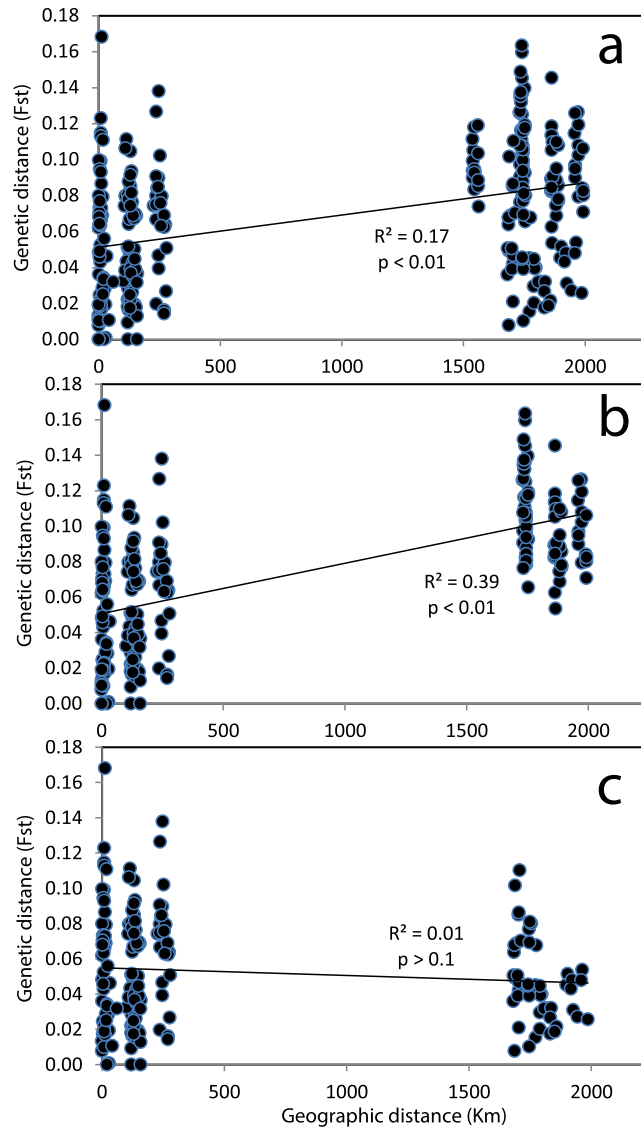 a
Genetic distance (Fst)
0.18
0.16
0.14
0.12
0.10
0.08
0.06
0.04
0.02
0.00
R² = 0.17
p < 0.01
0 500 1000 1500 2000
b
Genetic distance (Fst)
0.18
0.16
0.14
0.12
0.10
0.08
0.06
0.04
0.02
0.00
R² = 0.39
p < 0.01
0 500 1000 1500 2000
c
Genetic distance (Fst)
0.18
0.16
0.14
0.12
0.10
0.08
0.06
0.04
0.02
0.00
R² = 0.01
p > 0.1
0 500 1000 1500 2000
Geographic distance (Km)